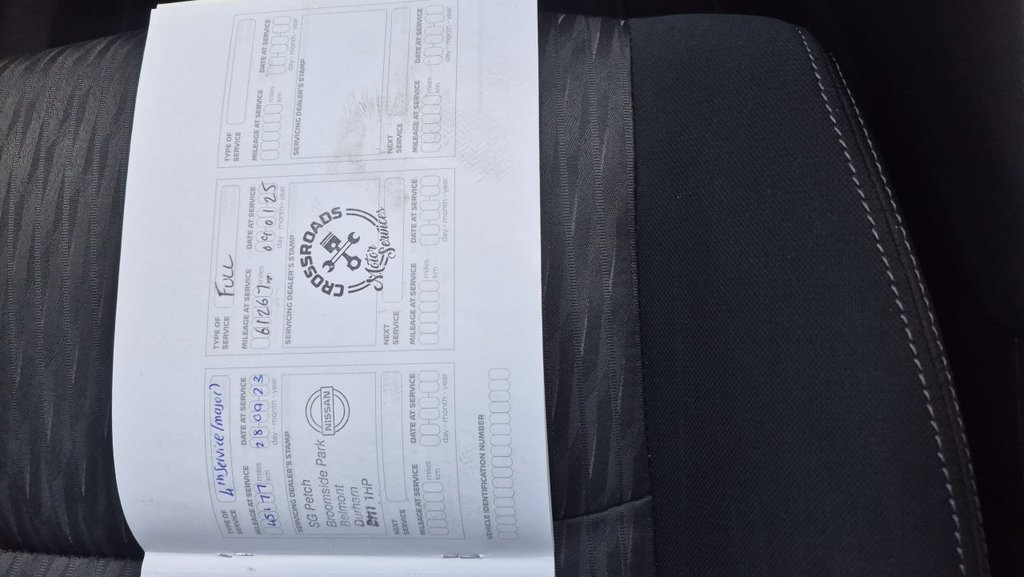 TYPE OF SERVICE 4th Service (major)
MILEAGE AT SERVICE 45177 miles km
DATE AT SERVICE 28 09 23
day - month - year
SERVICING DEALER'S STAMP
SG Petch
Broomside Park
Belmont
Durham
DH1 1HP
NISSAN
NEXT SERVICE
MILEAGE AT SERVICE miles km
DATE AT SERVICE
day - month - year
VEHICLE IDENTIFICATION NUMBER
TYPE OF SERVICE FULL
MILEAGE AT SERVICE 61267 miles
DATE AT SERVICE 09 01 25
day - month - year
SERVICING DEALER'S STAMP
CROSSROADS
Motor Services
NEXT SERVICE
MILEAGE AT SERVICE miles km
DATE AT SERVICE
day - month - year
TYPE OF SERVICE
MILEAGE AT SERVICE miles km
DATE AT SERVICE
day - month - year
SERVICING DEALER'S STAMP
NEXT SERVICE
MILEAGE AT SERVICE miles km
DATE AT SERVICE
day - month - year